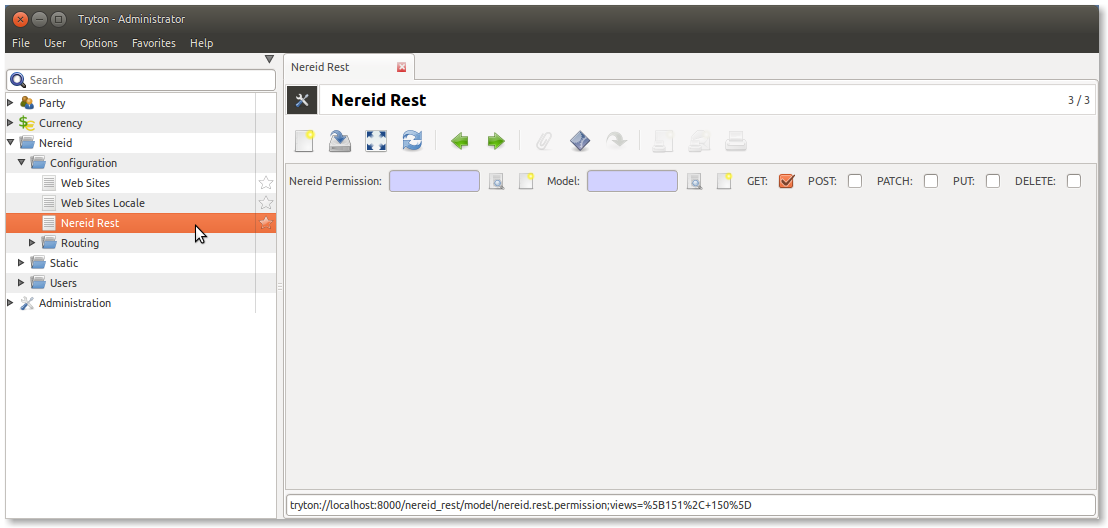 Tryton - Administrator
File User Options Favorites Help
Search
Party
Currency
Nereid
Configuration
Web Sites
Web Sites Locale
Nereid Rest
Routing
Static
Users
Administration
Nereid Rest
Nereid Rest 3 / 3
Nereid Permission: Model: GET: POST: PATCH: PUT: DELETE:
tryton://localhost:8000/nereid_rest/model/nereid.rest.permission;views=%5B151%2C+150%5D